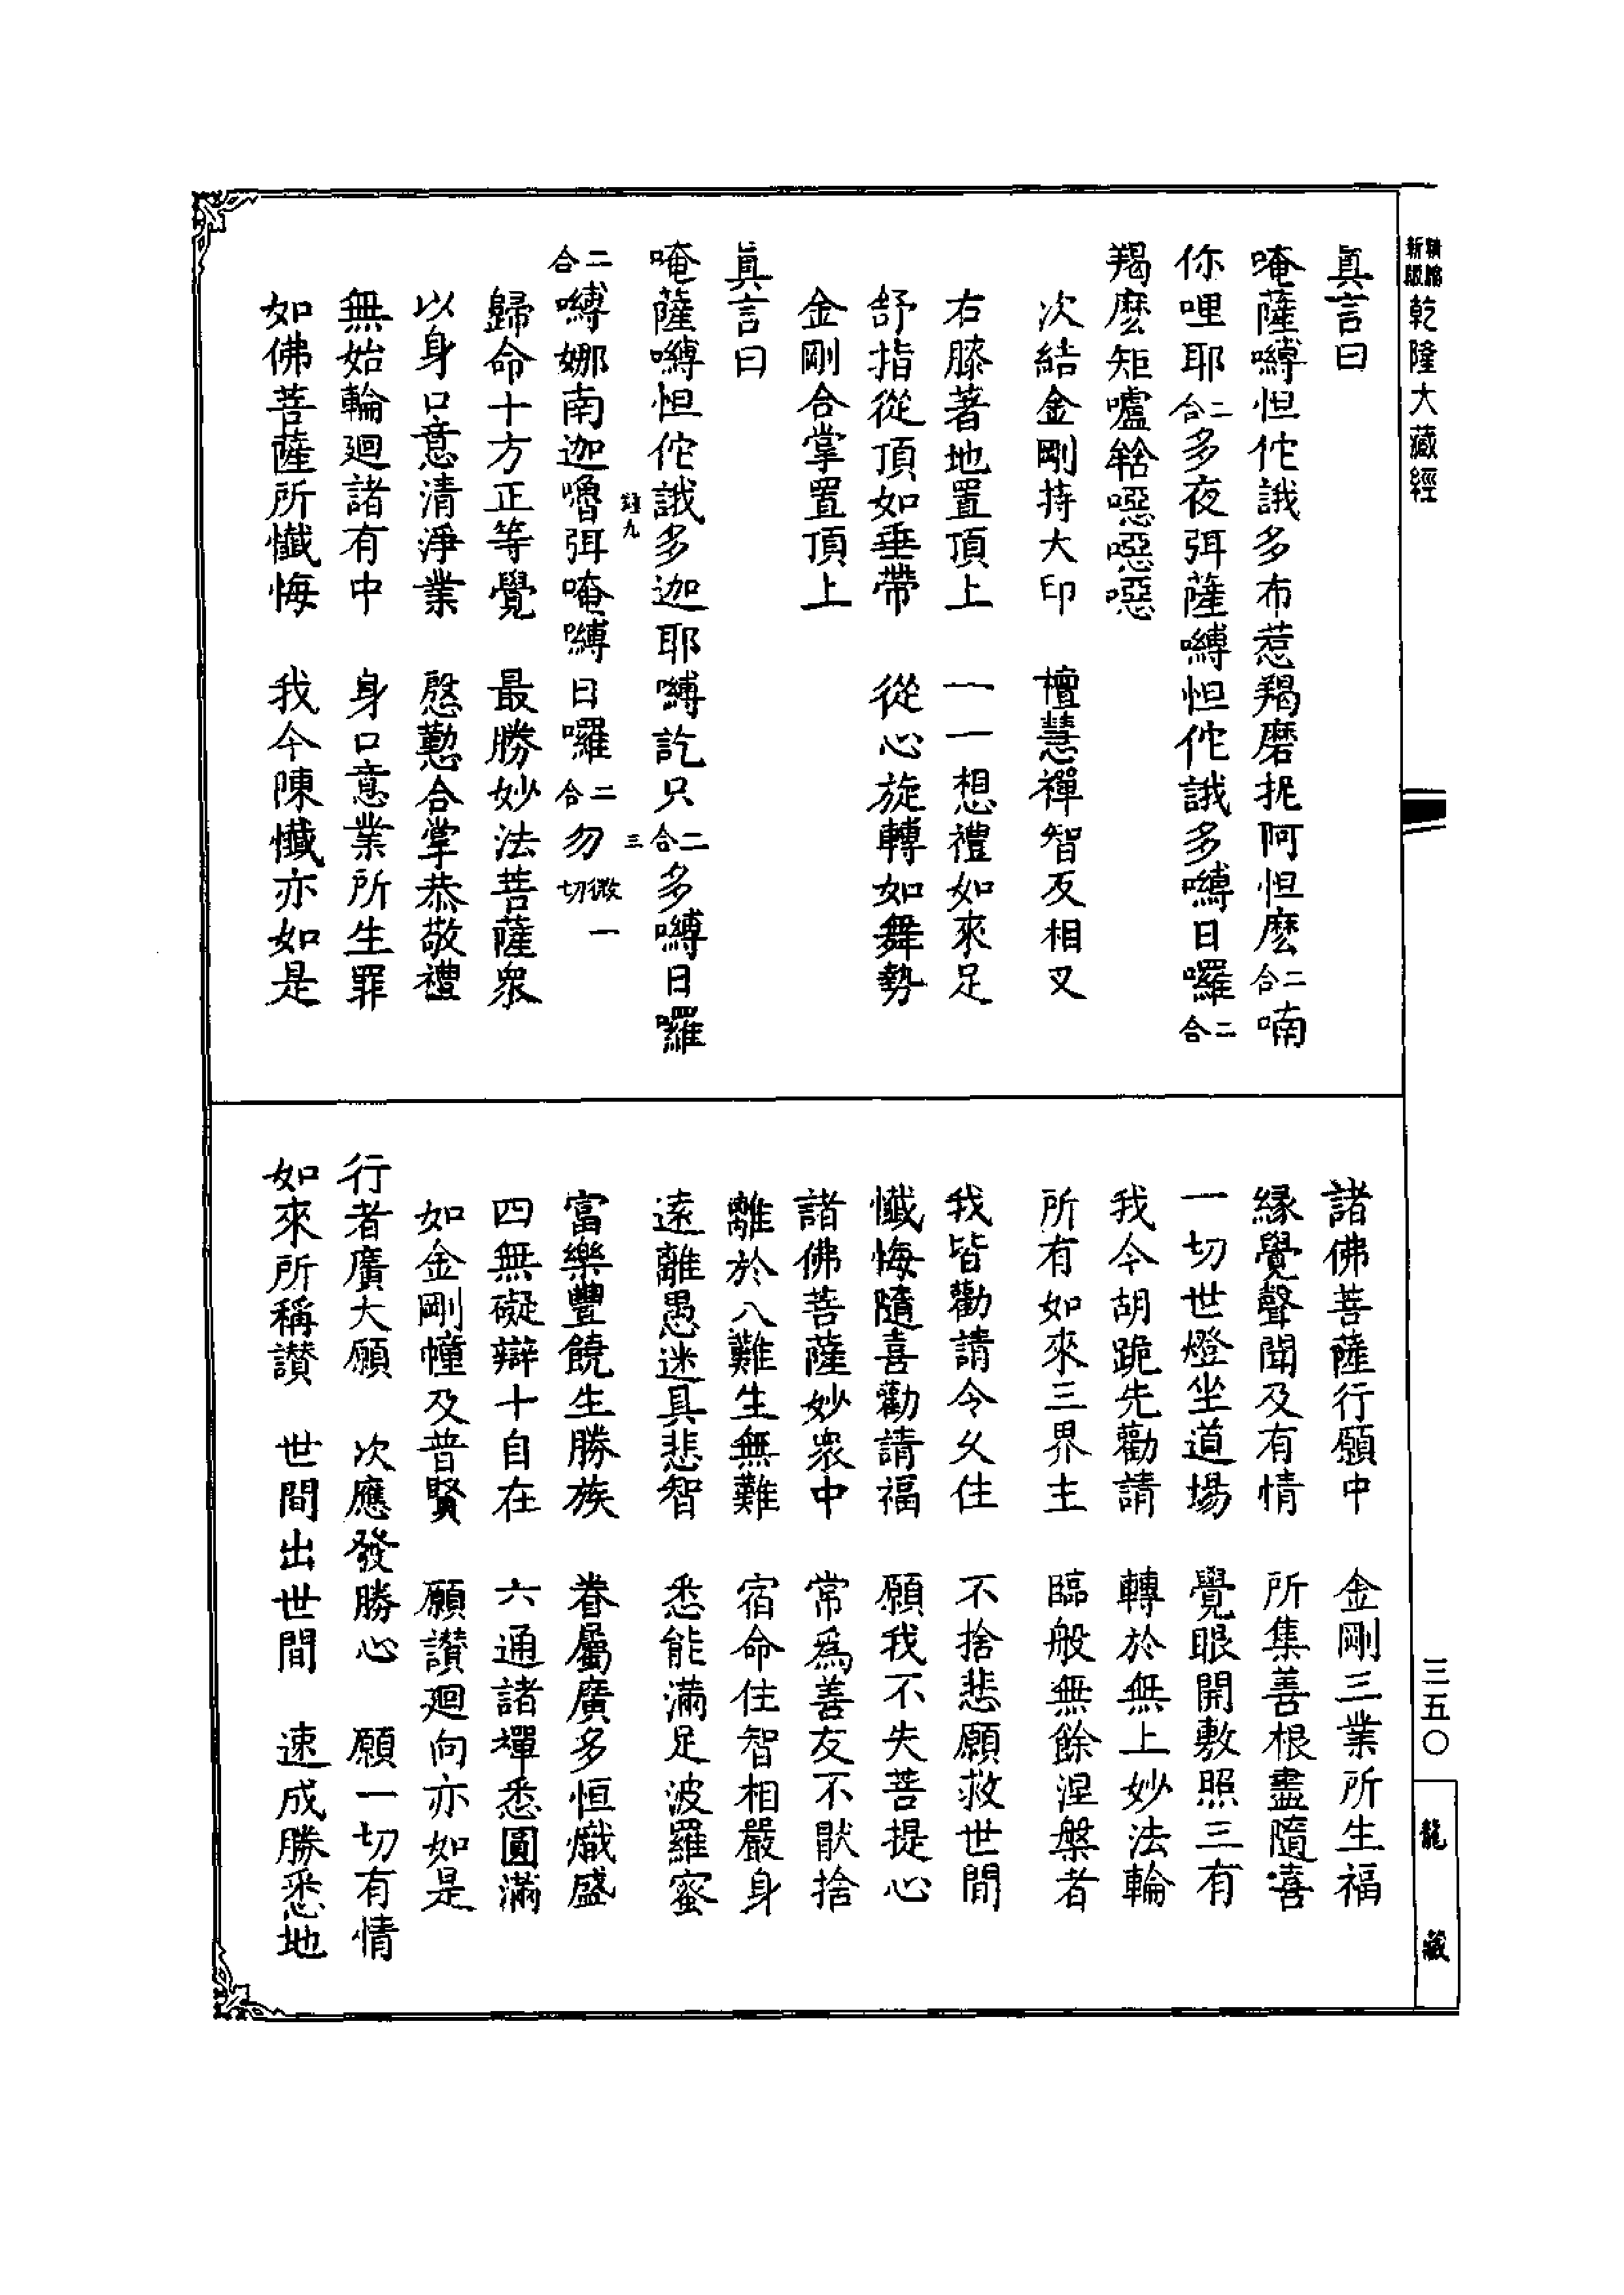 新版 精縮 乾隆大藏經
真言曰
唵薩嚩怛佗誐多布惹羯磨抳阿怛麽二合喃
你哩耶二合多夜弭薩嚩怛佗誐多嚩日囉二合
羯麽矩嚧𤚥噁噁噁
次結金剛持大印　檀慧禪智反相叉
右膝著地置頂上　一一想禮如來足
舒指從頂如垂帶　從心旋轉如舞勢
金剛合掌置頂上
真言曰
唵薩嚩怛佗誐多迦耶嚩訖只二合多嚩日囉
九　三
二合嚩娜南迦嚕弭唵嚩日囉二合勿微一切
歸命十方正等覺　最勝妙法菩薩衆
以身口意清淨業　慇懃合掌恭敬禮
無始輪廻諸有中　身口意業所生罪
如佛菩薩所懺悔　我今陳懺亦如是
諸佛菩薩行願中　金剛三業所生福
緣覺聲聞及有情　所集善根盡隨喜
一切世燈坐道場　覺眼開敷照三有
我今胡跪先勸請　轉於無上妙法輪
所有如來三界主　臨般無餘涅槃者
我皆勸請令久住　不捨悲願救世間
懺悔隨喜勸請福　願我不失菩提心
諸佛菩薩妙衆中　常爲善友不猒捨
離於八難生無難　宿命住智相嚴身
遠離愚迷具悲智　悉能滿足波羅蜜
富樂豐饒生勝族　眷屬廣多恒熾盛
四無礙辯十自在　六通諸禪悉圓滿
如金剛幢及普賢　願讃廻向亦如是
行者廣大願　次應發勝心　願一切有情
如來所稱讃　世間出世間　速成勝悉地
三五〇
龍藏